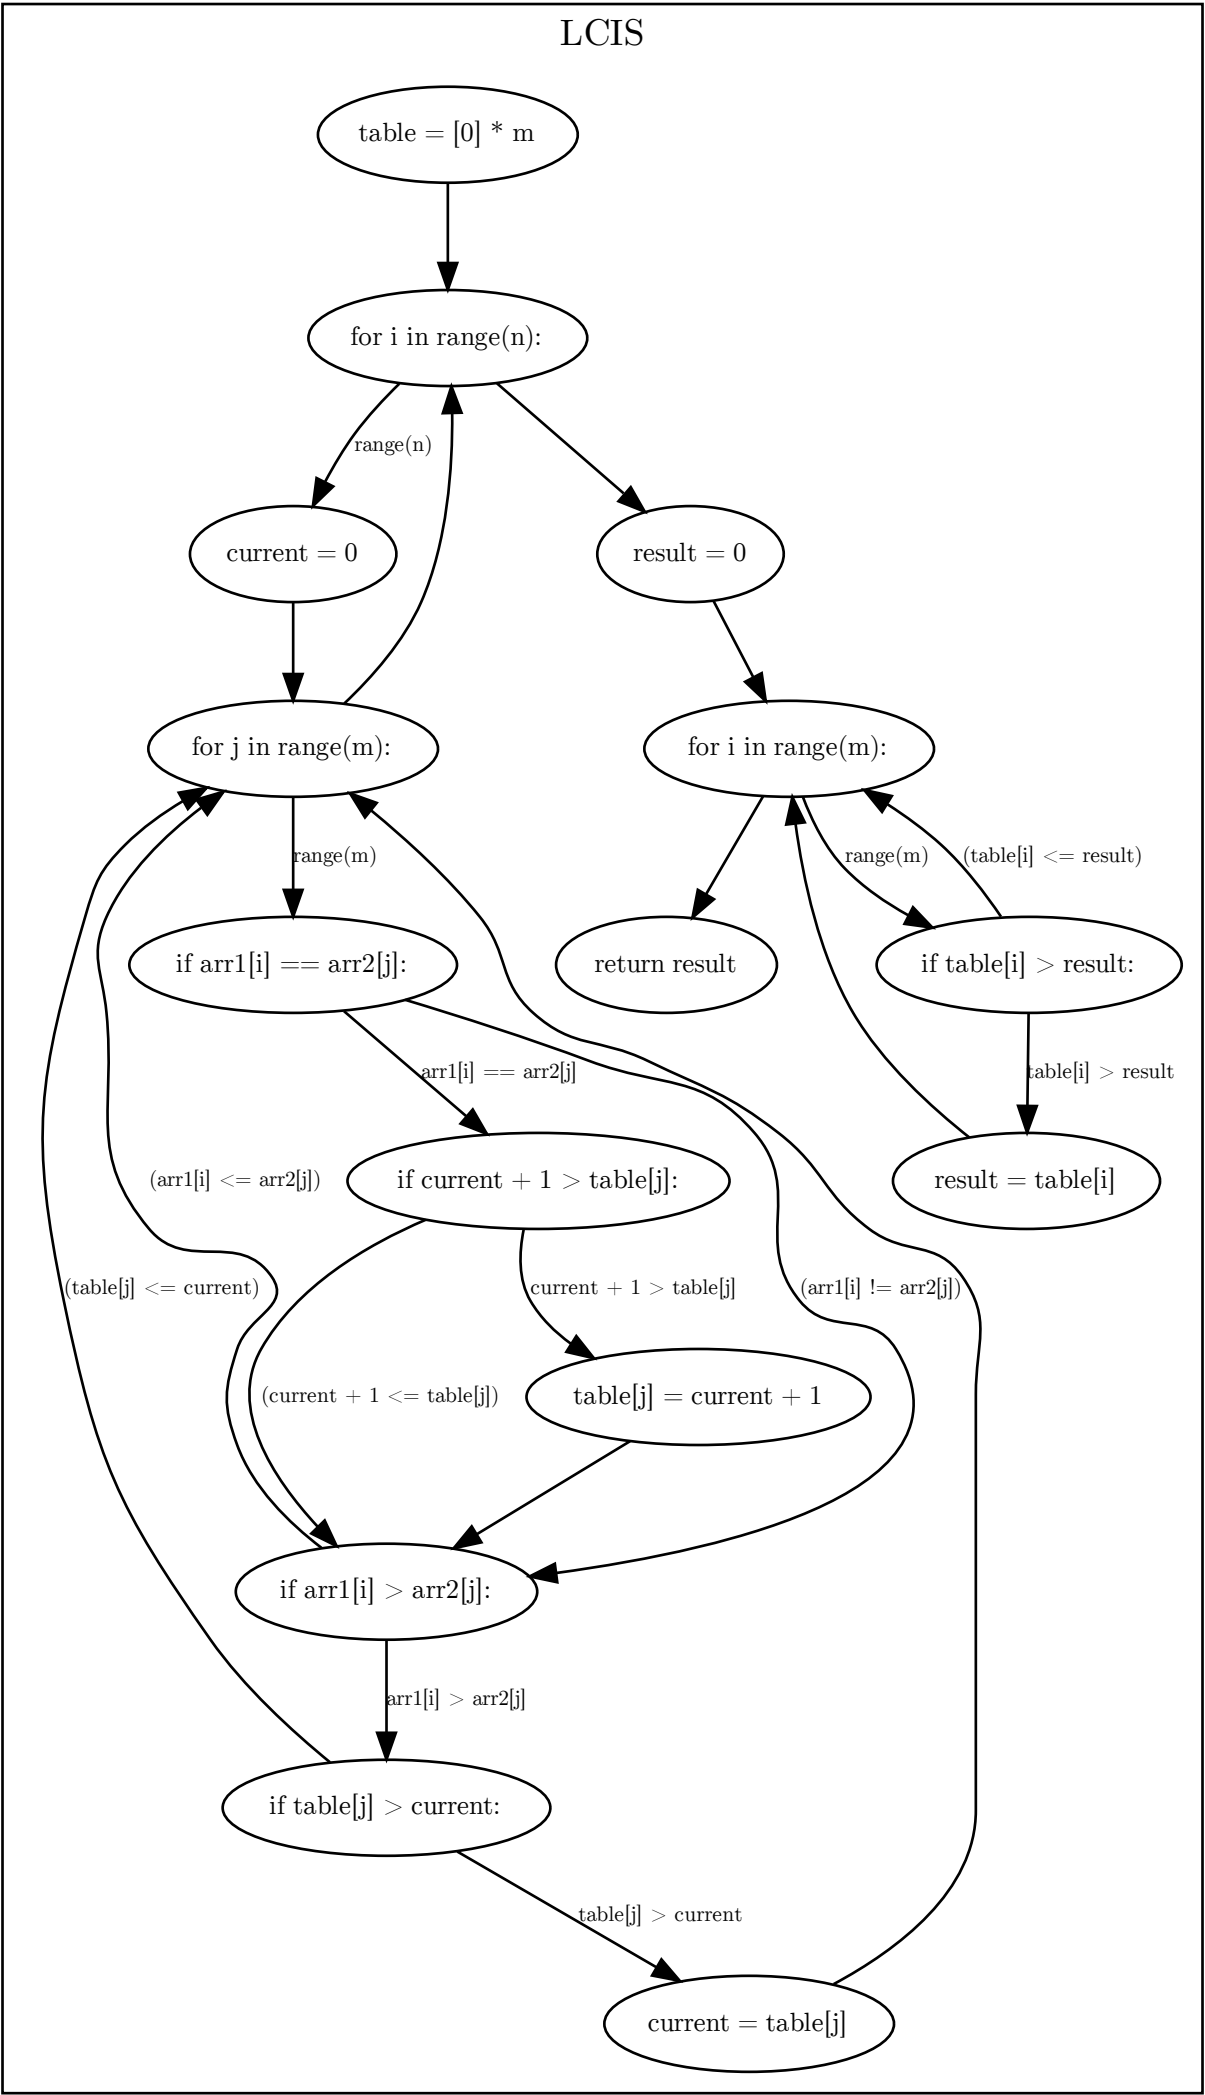 LCIS
table = [0] * m
for i in range(n):
range(n)
current = 0
result = 0
for j in range(m):
for i in range(m):
range(m)
range(m)
(table[i] <= result)
if arr1[i] == arr2[j]:
return result
if table[i] > result:
arr1[i] == arr2[j]
table[i] > result
(arr1[i] <= arr2[j])
if current + 1 > table[j]:
result = table[i]
(table[j] <= current)
current + 1 > table[j]
(arr1[i] != arr2[j])
(current + 1 <= table[j])
table[j] = current + 1
if arr1[i] > arr2[j]:
arr1[i] > arr2[j]
if table[j] > current:
table[j] > current
current = table[j]